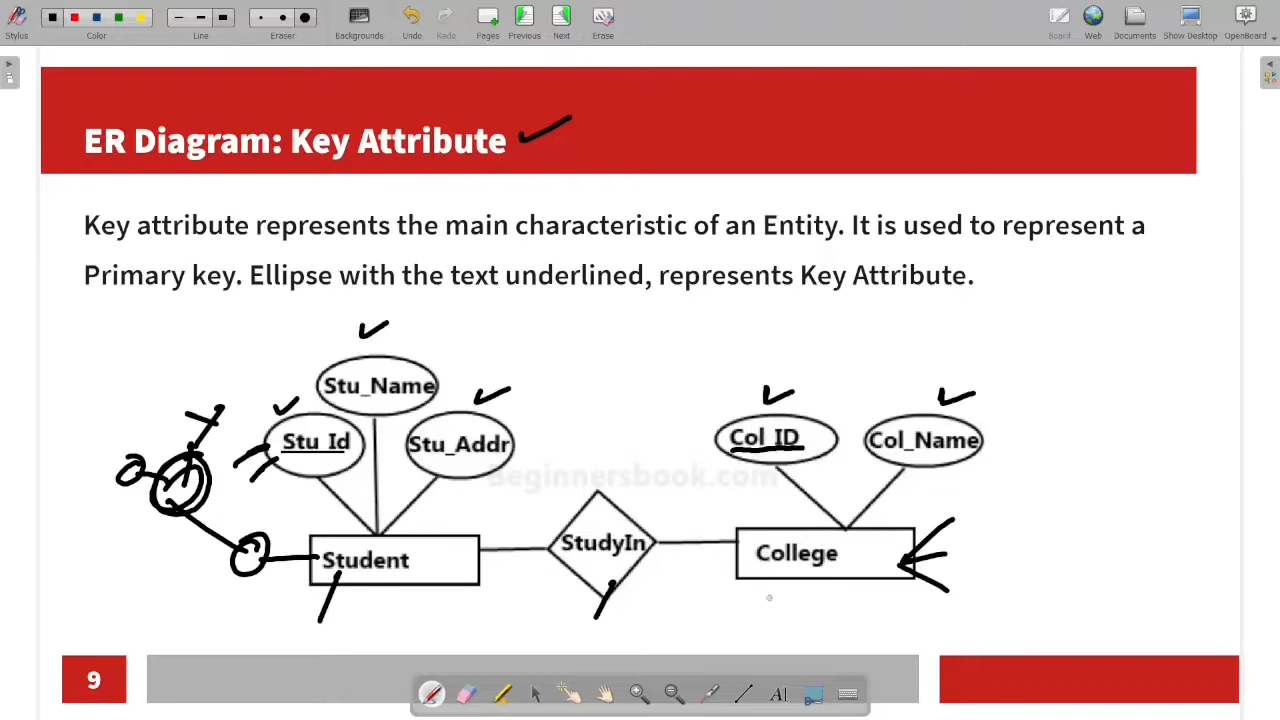 Stylus
Color
Line
Eraser
Backgrounds
Undo
Redo
Pages
Previous
Next
Erase
Board
Web
Documents
Show Desktop
OpenBoard
ER Diagram: Key Attribute
Key attribute represents the main characteristic of an Entity. It is used to represent a
Primary key. Ellipse with the text underlined, represents Key Attribute.
Stu_Name
Stu_Id
Stu_Addr
Col_ID
Col_Name
Beginnersbook.com
Student
StudyIn
College
9
AI